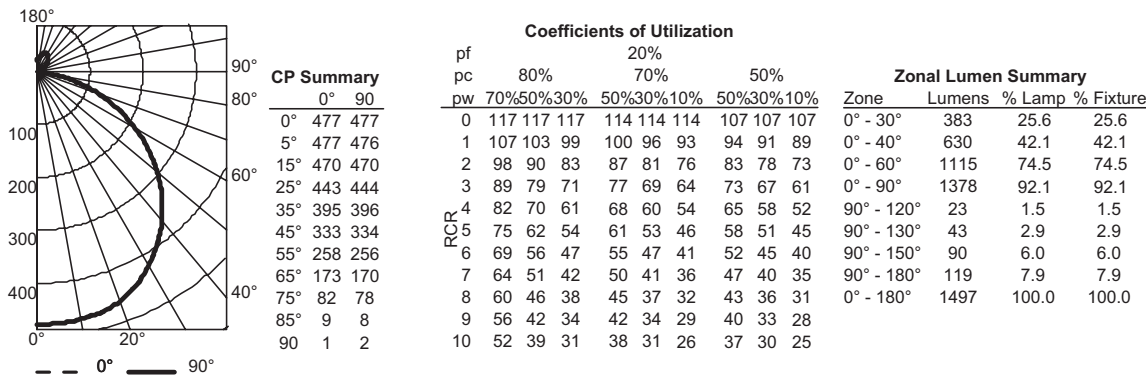 180°
90°
80°
60°
40°
20°
0°
100
200
300
400
0° 90°
CP Summary
0° 90
0° 477 477
5° 477 476
15° 470 470
25° 443 444
35° 395 396
45° 333 334
55° 258 256
65° 173 170
75° 82 78
85° 9 8
90 1 2
Coefficients of Utilization
pf 20%
pc 80% 70% 50%
pw 70%50%30% 50%30%10% 50%30%10%
RCR
0 117 117 117 114 114 114 107 107 107
1 107 103 99 100 96 93 94 91 89
2 98 90 83 87 81 76 83 78 73
3 89 79 71 77 69 64 73 67 61
4 82 70 61 68 60 54 65 58 52
5 75 62 54 61 53 46 58 51 45
6 69 56 47 55 47 41 52 45 40
7 64 51 42 50 41 36 47 40 35
8 60 46 38 45 37 32 43 36 31
9 56 42 34 42 34 29 40 33 28
10 52 39 31 38 31 26 37 30 25
Zonal Lumen Summary
Zone Lumens % Lamp % Fixture
0° - 30° 383 25.6 25.6
0° - 40° 630 42.1 42.1
0° - 60° 1115 74.5 74.5
0° - 90° 1378 92.1 92.1
90° - 120° 23 1.5 1.5
90° - 130° 43 2.9 2.9
90° - 150° 90 6.0 6.0
90° - 180° 119 7.9 7.9
0° - 180° 1497 100.0 100.0